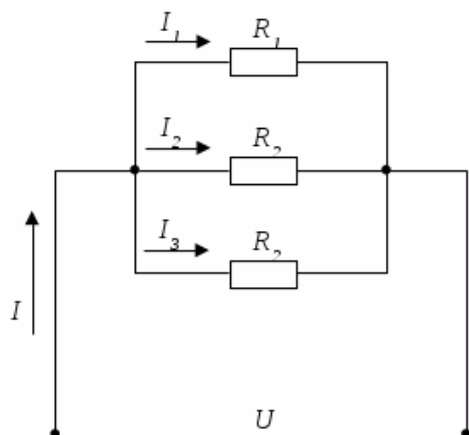 I₁ R₁
I₂ R₂
I₃ R₂
I
U